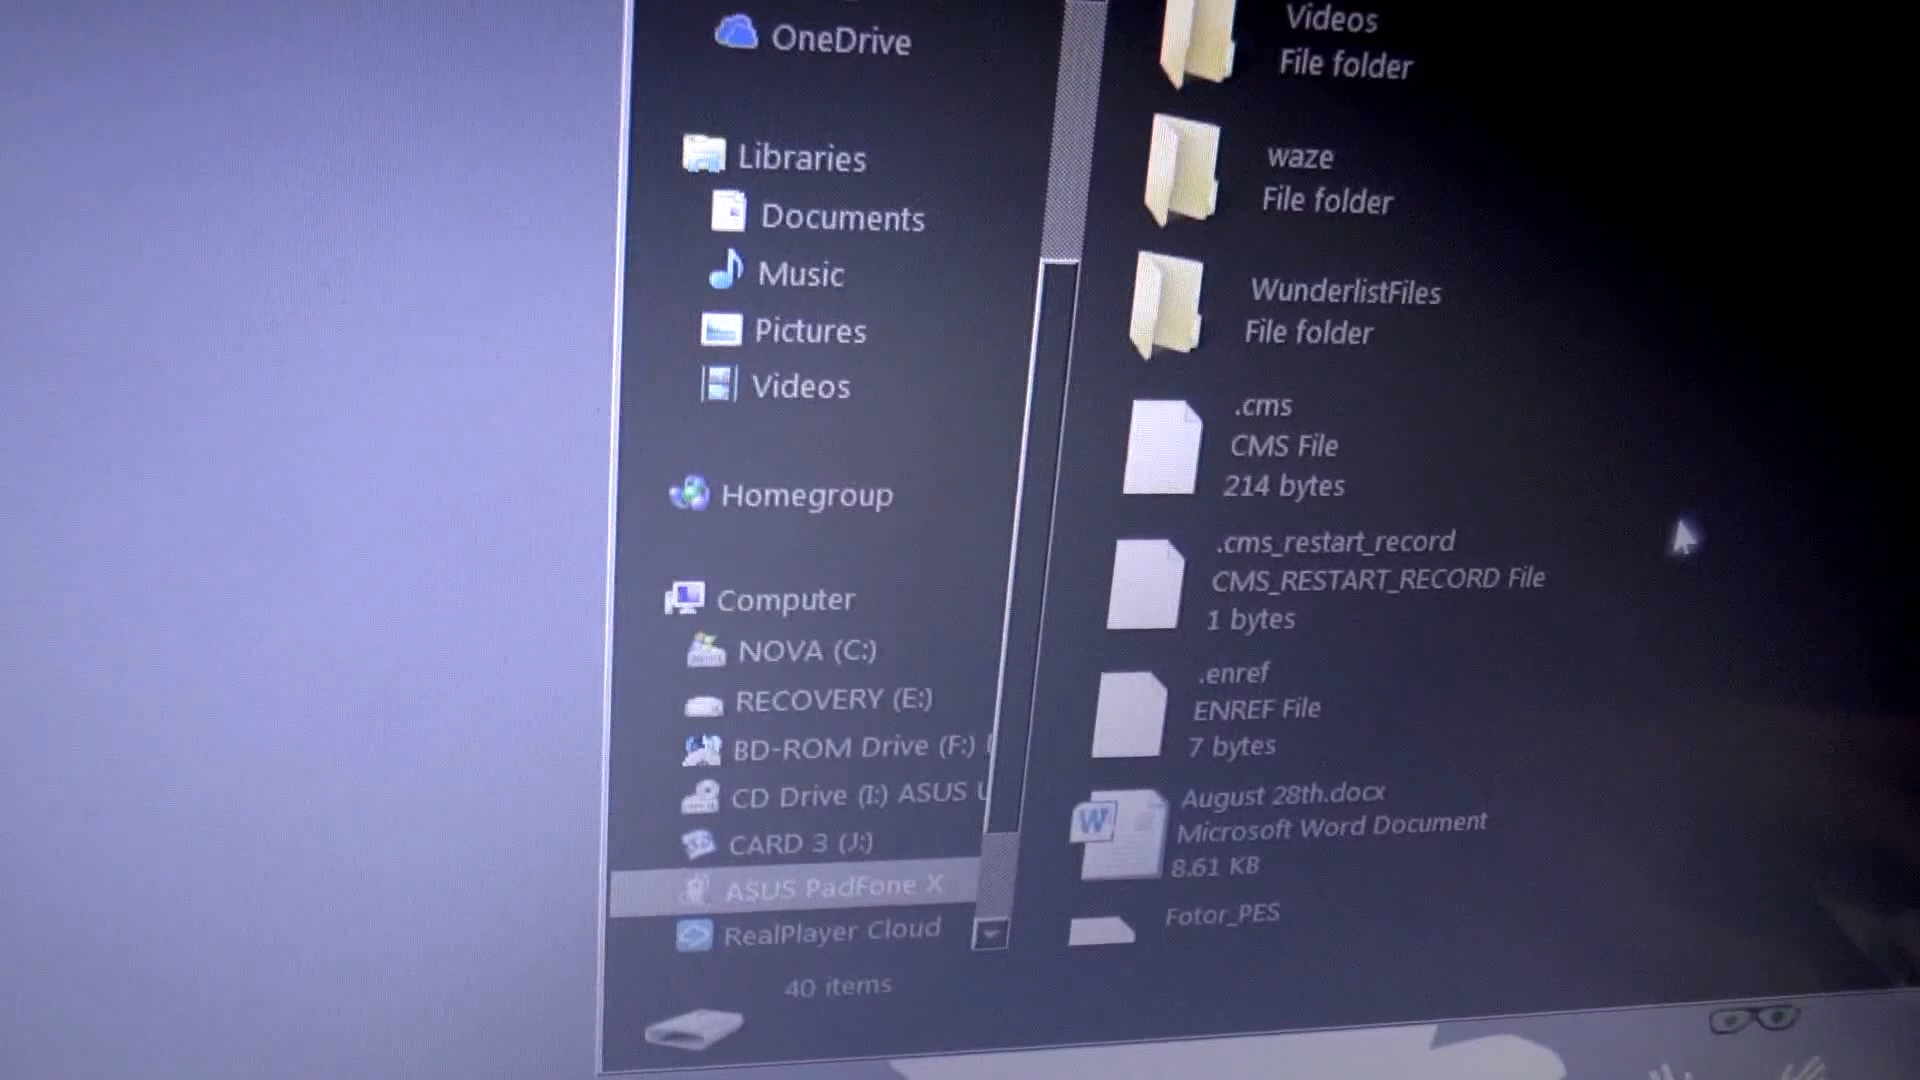 OneDrive
Libraries
Documents
Music
Pictures
Videos
Homegroup
Computer
NOVA (C:)
RECOVERY (E:)
BD-ROM Drive (F:)
CD Drive (I:) ASUS
CARD 3 (J:)
ASUS PadFone X
RealPlayer Cloud
40 items
Videos
File folder
waze
File folder
WunderlistFiles
File folder
.cms
CMS File
214 bytes
.cms_restart_record
CMS_RESTART_RECORD File
1 bytes
.enref
ENREF File
7 bytes
August 28th.docx
W
Microsoft Word Document
8.61 KB
Fotor_PES